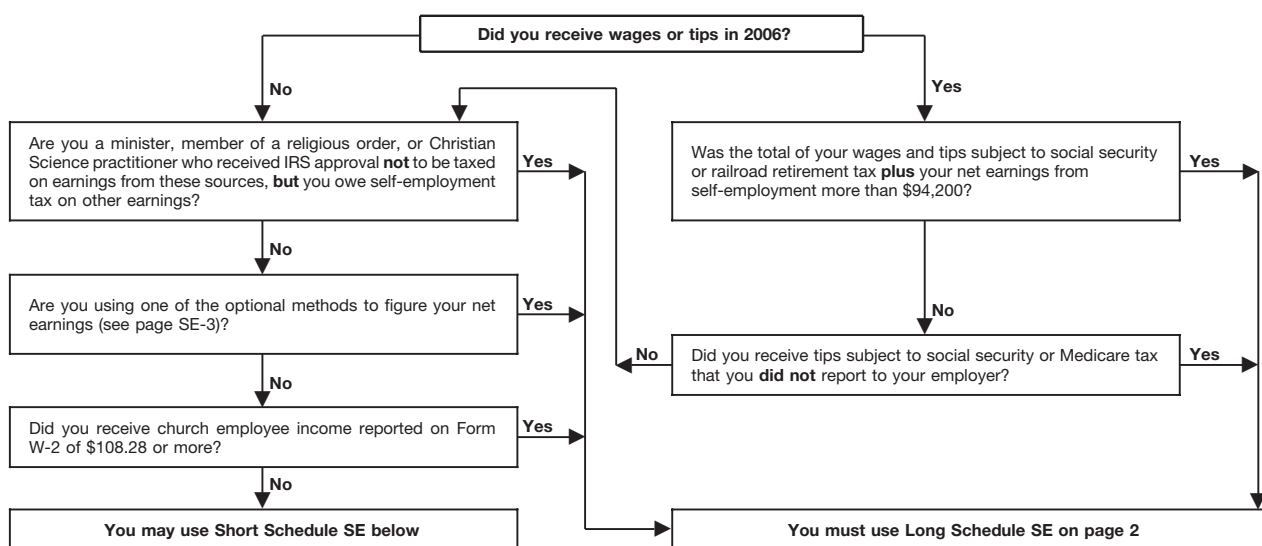 Did you receive wages or tips in 2006?
No
Yes
Are you a minister, member of a religious order, or Christian
Science practitioner who received IRS approval not to be taxed
on earnings from these sources, but you owe self-employment
tax on other earnings?
Yes
Was the total of your wages and tips subject to social security
or railroad retirement tax plus your net earnings from
self-employment more than $94,200?
Yes
No
No
Are you using one of the optional methods to figure your net
earnings (see page SE-3)?
Yes
No
Did you receive tips subject to social security or Medicare tax
that you did not report to your employer?
Yes
No
Did you receive church employee income reported on Form
W-2 of $108.28 or more?
Yes
No
You may use Short Schedule SE below
You must use Long Schedule SE on page 2